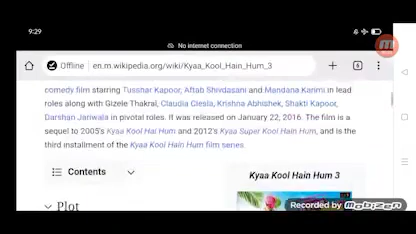 9:29
No internet connection
Offline en.m.wikipedia.org/wiki/Kyaa_Kool_Hain_Hum_3 6
comedy film starring Tusshar Kapoor, Aftab Shivdasani and Mandana Karimi in lead
roles along with Gizele Thakral, Claudia Ciesla, Krishna Abhishek, Shakti Kapoor,
Darshan Jariwala in pivotal roles. It was released on January 22, 2016. The film is a
sequel to 2005's Kyaa Kool Hai Hum and 2012's Kyaa Super Kool Hain Hum, and is the
third installment of the Kyaa Kool Hain Hum film series
Contents
Kyaa Kool Hain Hum 3
Plot
Recorded by Mobizen